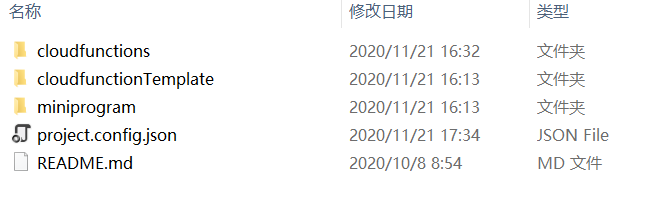 名称 修改日期 类型
cloudfunctions 2020/11/21 16:32 文件夹
cloudfunctionTemplate 2020/11/21 16:13 文件夹
miniprogram 2020/11/21 16:13 文件夹
project.config.json 2020/11/21 17:34 JSON File
README.md 2020/10/8 8:54 MD 文件